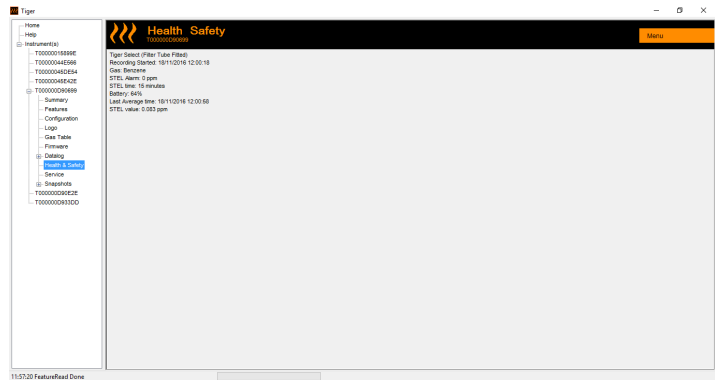 Tiger
Home
Help
Instrument(s)
T00000015899E
T00000044E566
T00000045DE54
T00000045E42E
T000000D90699
Summary
Features
Configuration
Logo
Gas Table
Firmware
Datalog
Health & Safety
Service
Snapshots
T000000D90E2E
T000000D933DD
Health Safety
T000000D90699
Menu
Tiger Select (Filter Tube Fitted)
Recording Started: 18/11/2016 12:00:18
Gas: Benzene
STEL Alarm: 0 ppm
STEL time: 15 minutes
Battery: 64%
Last Average time: 18/11/2016 12:00:58
STEL value: 0.083 ppm
11:57:20 FeatureRead Done